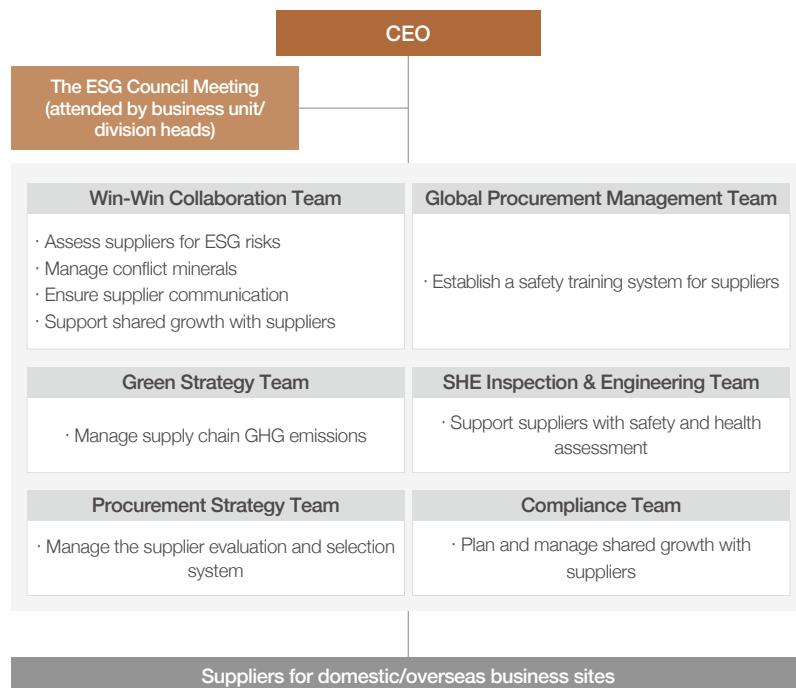 CEO
The ESG Council Meeting
(attended by business unit/
division heads)
Win-Win Collaboration Team
· Assess suppliers for ESG risks
· Manage conflict minerals
· Ensure supplier communication
· Support shared growth with suppliers
Global Procurement Management Team
· Establish a safety training system for suppliers
Green Strategy Team
· Manage supply chain GHG emissions
SHE Inspection & Engineering Team
· Support suppliers with safety and health
assessment
Procurement Strategy Team
· Manage the supplier evaluation and selection
system
Compliance Team
· Plan and manage shared growth with
suppliers
Suppliers for domestic/overseas business sites